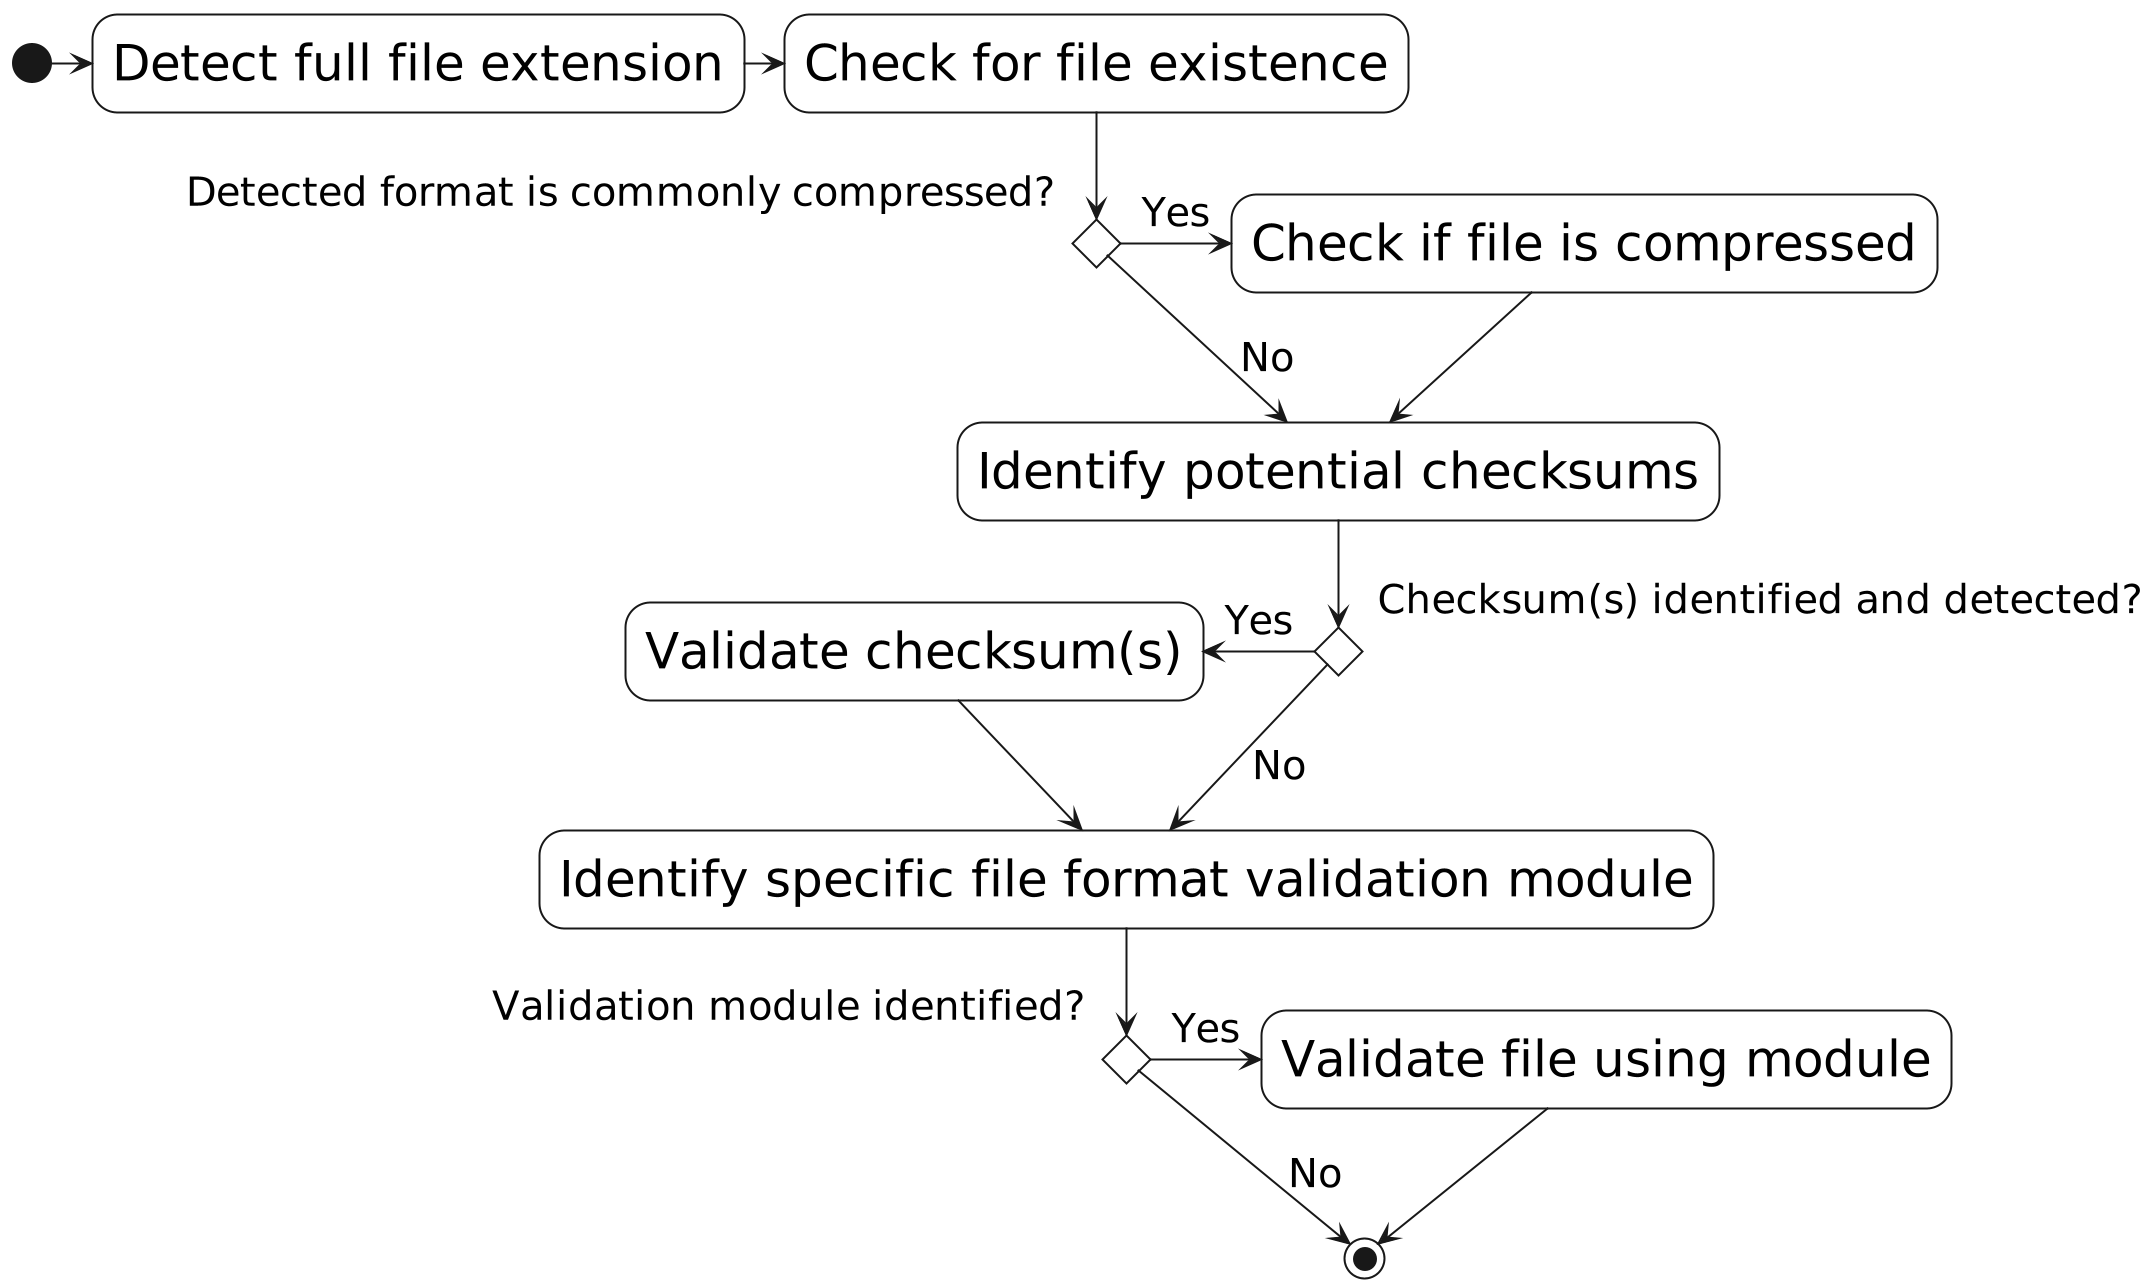 Detect full file extension
Check for file existence
Detected format is commonly compressed?
Yes
Check if file is compressed
No
Identify potential checksums
Checksum(s) identified and detected?
Yes
Validate checksum(s)
No
Identify specific file format validation module
Validation module identified?
Yes
Validate file using module
No